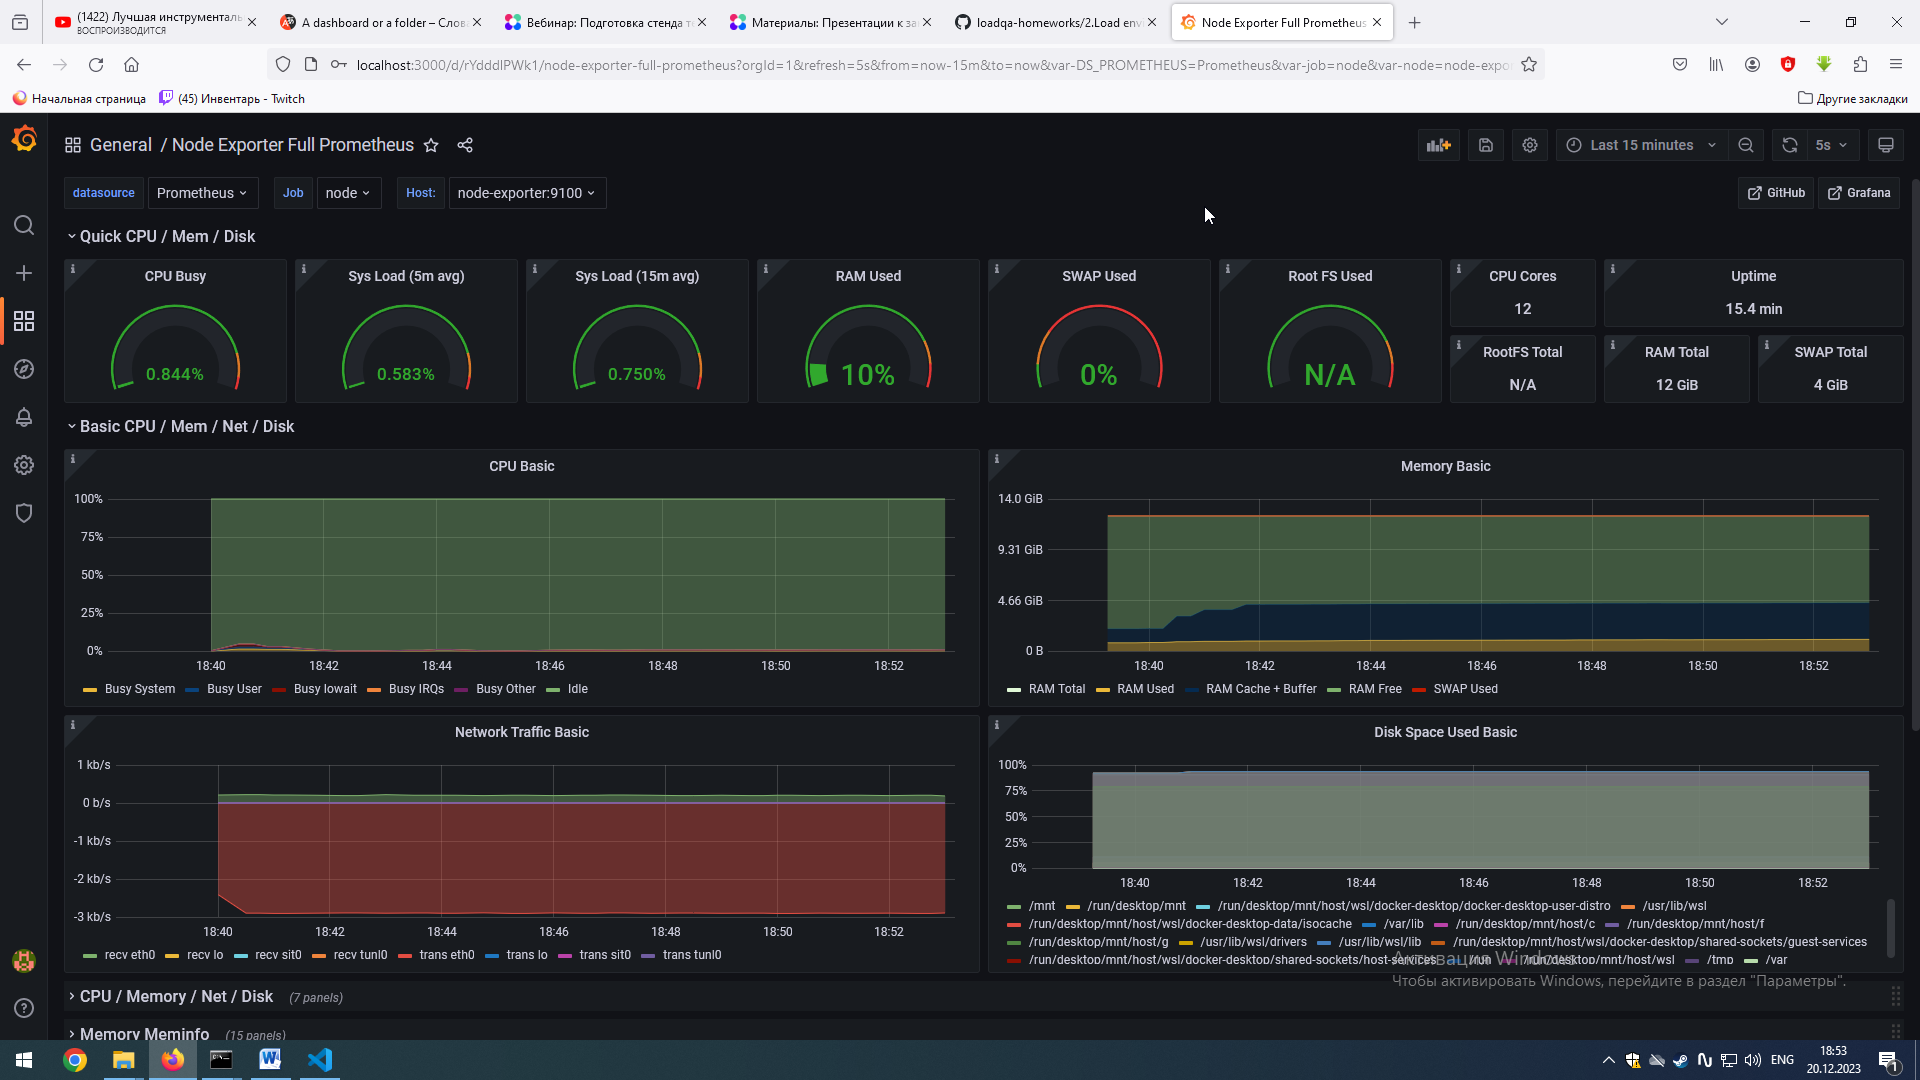 (1422) Лучшая инструменталь
ВОСПРОИЗВОДИТСЯ
A dashboard or a folder – Слов
Вебинар: Подготовка стенда т
Материалы: Презентации к за
loadqa-homeworks/2.Load env
Node Exporter Full Prometheus
localhost:3000/d/rYdddlPWk1/node-exporter-full-prometheus?orgId=1&refresh=5s&from=now-15m&to=now&var-DS_PROMETHEUS=Prometheus&var-job=node&var-node=node-expo
Начальная страница
(45) Инвентарь - Twitch
Другие закладки
General / Node Exporter Full Prometheus
Last 15 minutes
5s
datasource Prometheus Job node Host: node-exporter:9100
GitHub Grafana
Quick CPU / Mem / Disk
CPU Busy
0.844%
Sys Load (5m avg)
0.583%
Sys Load (15m avg)
0.750%
RAM Used
10%
SWAP Used
0%
Root FS Used
N/A
CPU Cores
12
Uptime
15.4 min
RootFS Total
N/A
RAM Total
12 GiB
SWAP Total
4 GiB
Basic CPU / Mem / Net / Disk
CPU Basic
100%
75%
50%
25%
0%
18:40 18:42 18:44 18:46 18:48 18:50 18:52
Busy System Busy User Busy Iowait Busy IRQs Busy Other Idle
Memory Basic
14.0 GiB
9.31 GiB
4.66 GiB
0 B
18:40 18:42 18:44 18:46 18:48 18:50 18:52
RAM Total RAM Used RAM Cache + Buffer RAM Free SWAP Used
Network Traffic Basic
1 kb/s
0 b/s
-1 kb/s
-2 kb/s
-3 kb/s
18:40 18:42 18:44 18:46 18:48 18:50 18:52
recv eth0 recv lo recv sit0 recv tunl0 trans eth0 trans lo trans sit0 trans tunl0
Disk Space Used Basic
100%
75%
50%
25%
0%
18:40 18:42 18:44 18:46 18:48 18:50 18:52
/mnt /run/desktop/mnt /run/desktop/mnt/host/wsl/docker-desktop/docker-desktop-user-distro /usr/lib/wsl
/run/desktop/mnt/host/wsl/docker-desktop-data/isocache /var/lib /run/desktop/mnt/host/c /run/desktop/mnt/host/f
/run/desktop/mnt/host/g /usr/lib/wsl/drivers /usr/lib/wsl/lib /run/desktop/mnt/host/wsl/docker-desktop/shared-sockets/guest-services
/run/desktop/mnt/host/wsl/docker-desktop/shared-sockets/host-services /run /run/desktop/mnt/host/wsl /tmp /var
Активация Windows
Чтобы активировать Windows, перейдите в раздел "Параметры".
CPU / Memory / Net / Disk (7 panels)
Memory Meminfo (15 panels)
ENG
18:53
20.12.2023
1